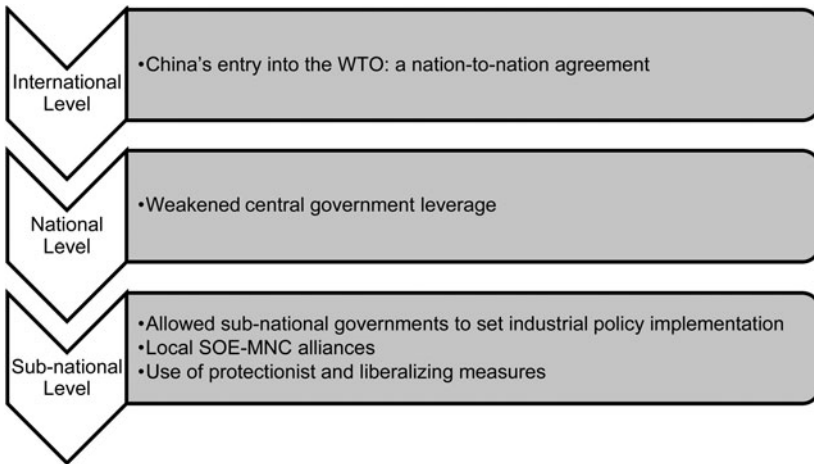 International
Level
•China's entry into the WTO: a nation-to-nation agreement
National
Level
•Weakened central government leverage
Sub-national
Level
•Allowed sub-national governments to set industrial policy implementation
•Local SOE-MNC alliances
•Use of protectionist and liberalizing measures